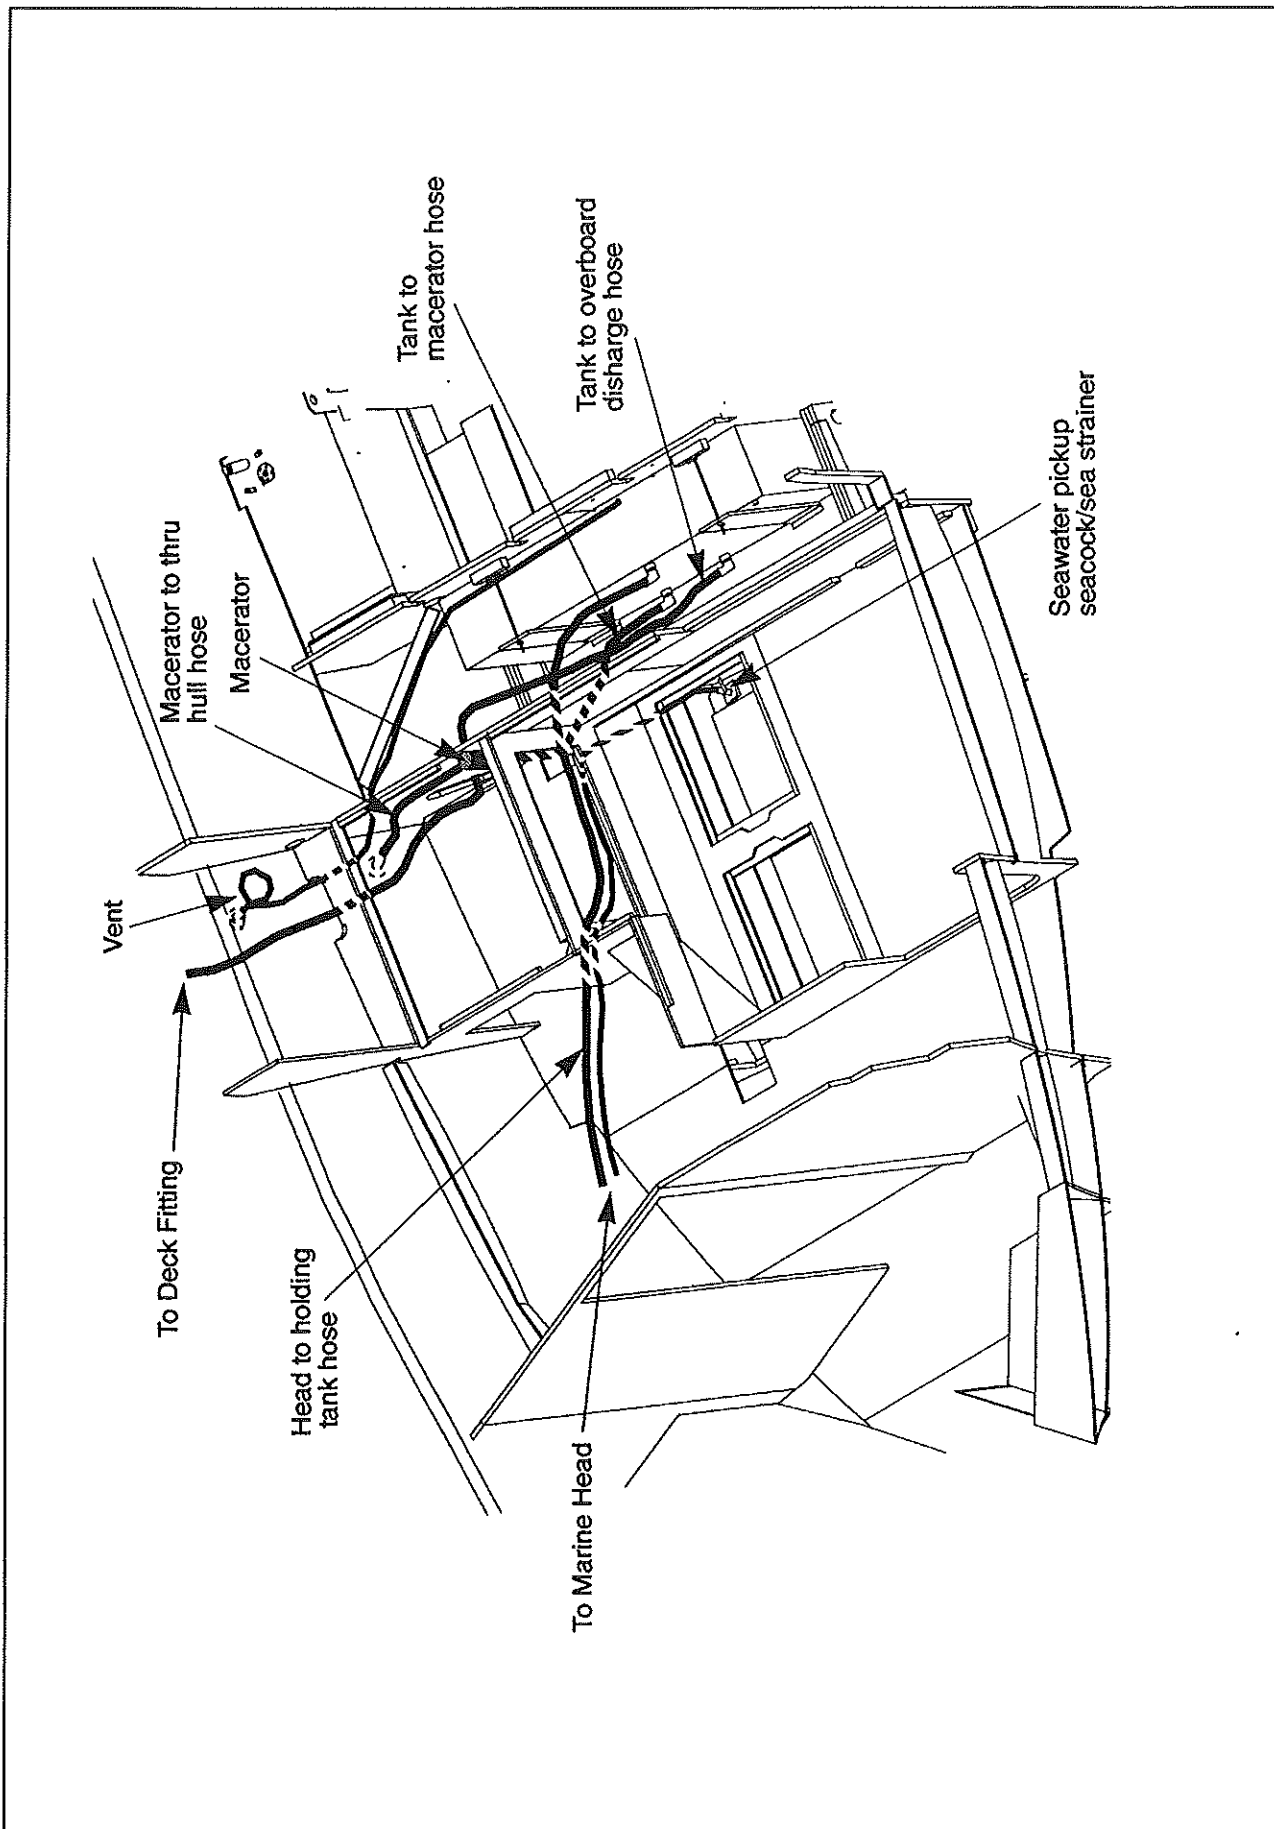 To Deck Fitting
Vent
Macerator to thru
hull hose
Macerator
Tank to
macerator hose
Tank to overboard
disharge hose
Seawater pickup
seacock/sea strainer
Head to holding
tank hose
To Marine Head